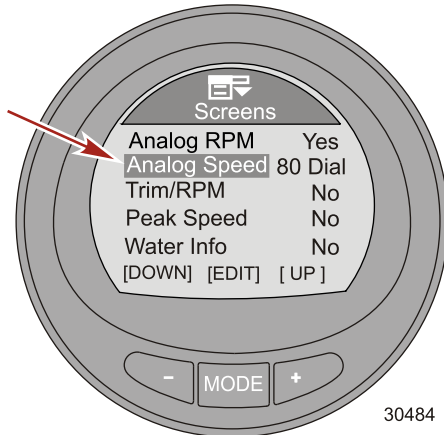 Screens
Analog RPM Yes
Analog Speed 80 Dial
Trim/RPM No
Peak Speed No
Water Info No
[DOWN] [EDIT] [ UP ]
- MODE +
30484